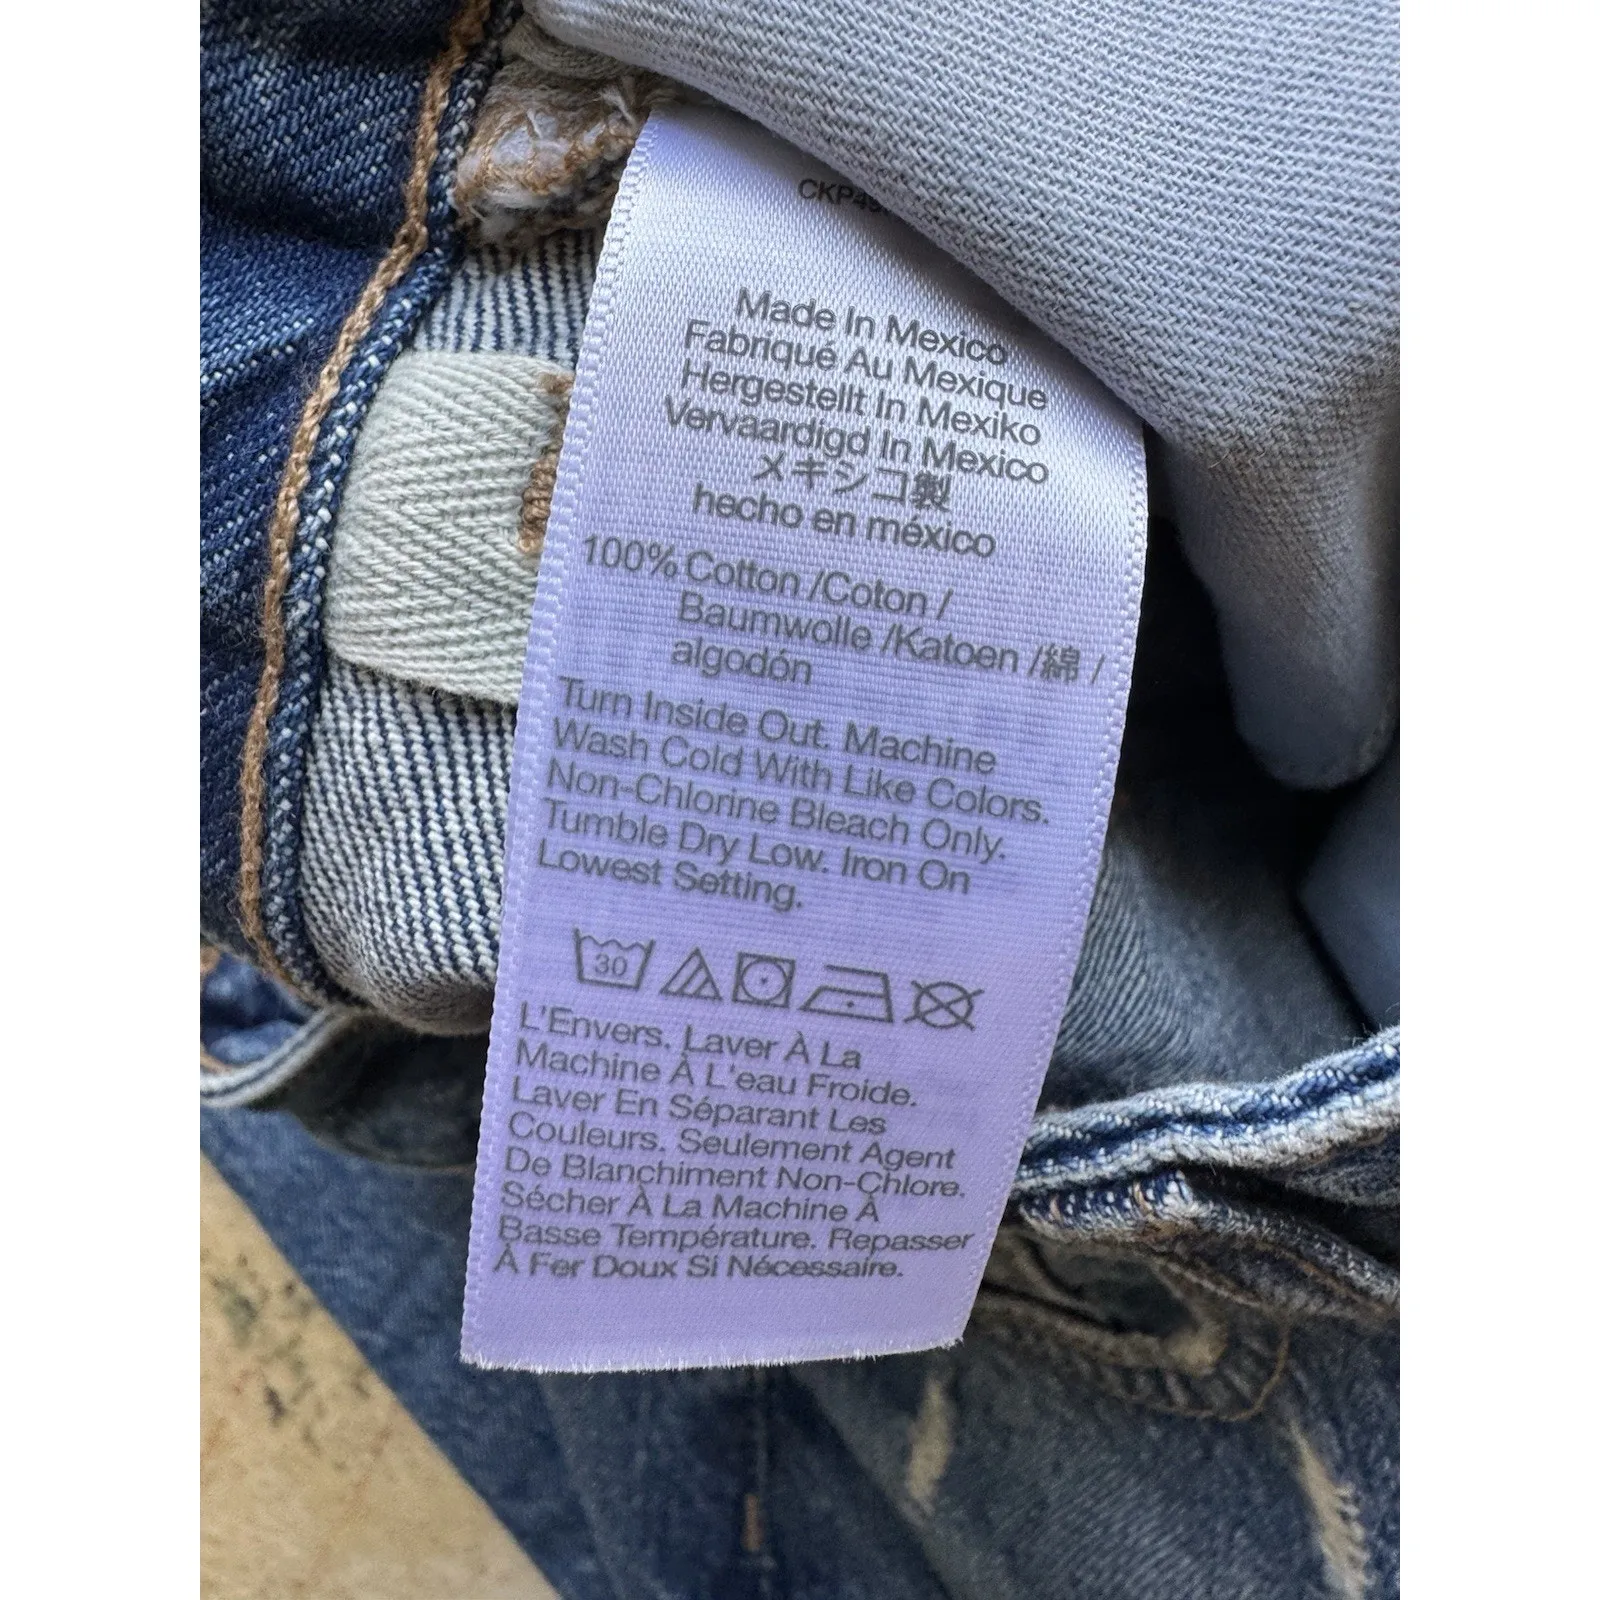 Made In Mexico
Fabriqué Au Mexique
Hergestellt In Mexiko
Vervaardigd In Mexico
メキシコ製
hecho en méxico
100% Cotton /Coton /
Baumwolle /Katoen /綿 /
algodón
Turn Inside Out. Machine
Wash Cold With Like Colors.
Non-Chlorine Bleach Only.
Tumble Dry Low. Iron On
Lowest Setting.
30
L'Envers. Laver À La
Machine À L'eau Froide.
Laver En Séparant Les
Couleurs. Seulement Agent
De Blanchiment Non-Chlore.
Sécher À La Machine À
Basse Température. Repasser
À Fer Doux Si Nécessaire.